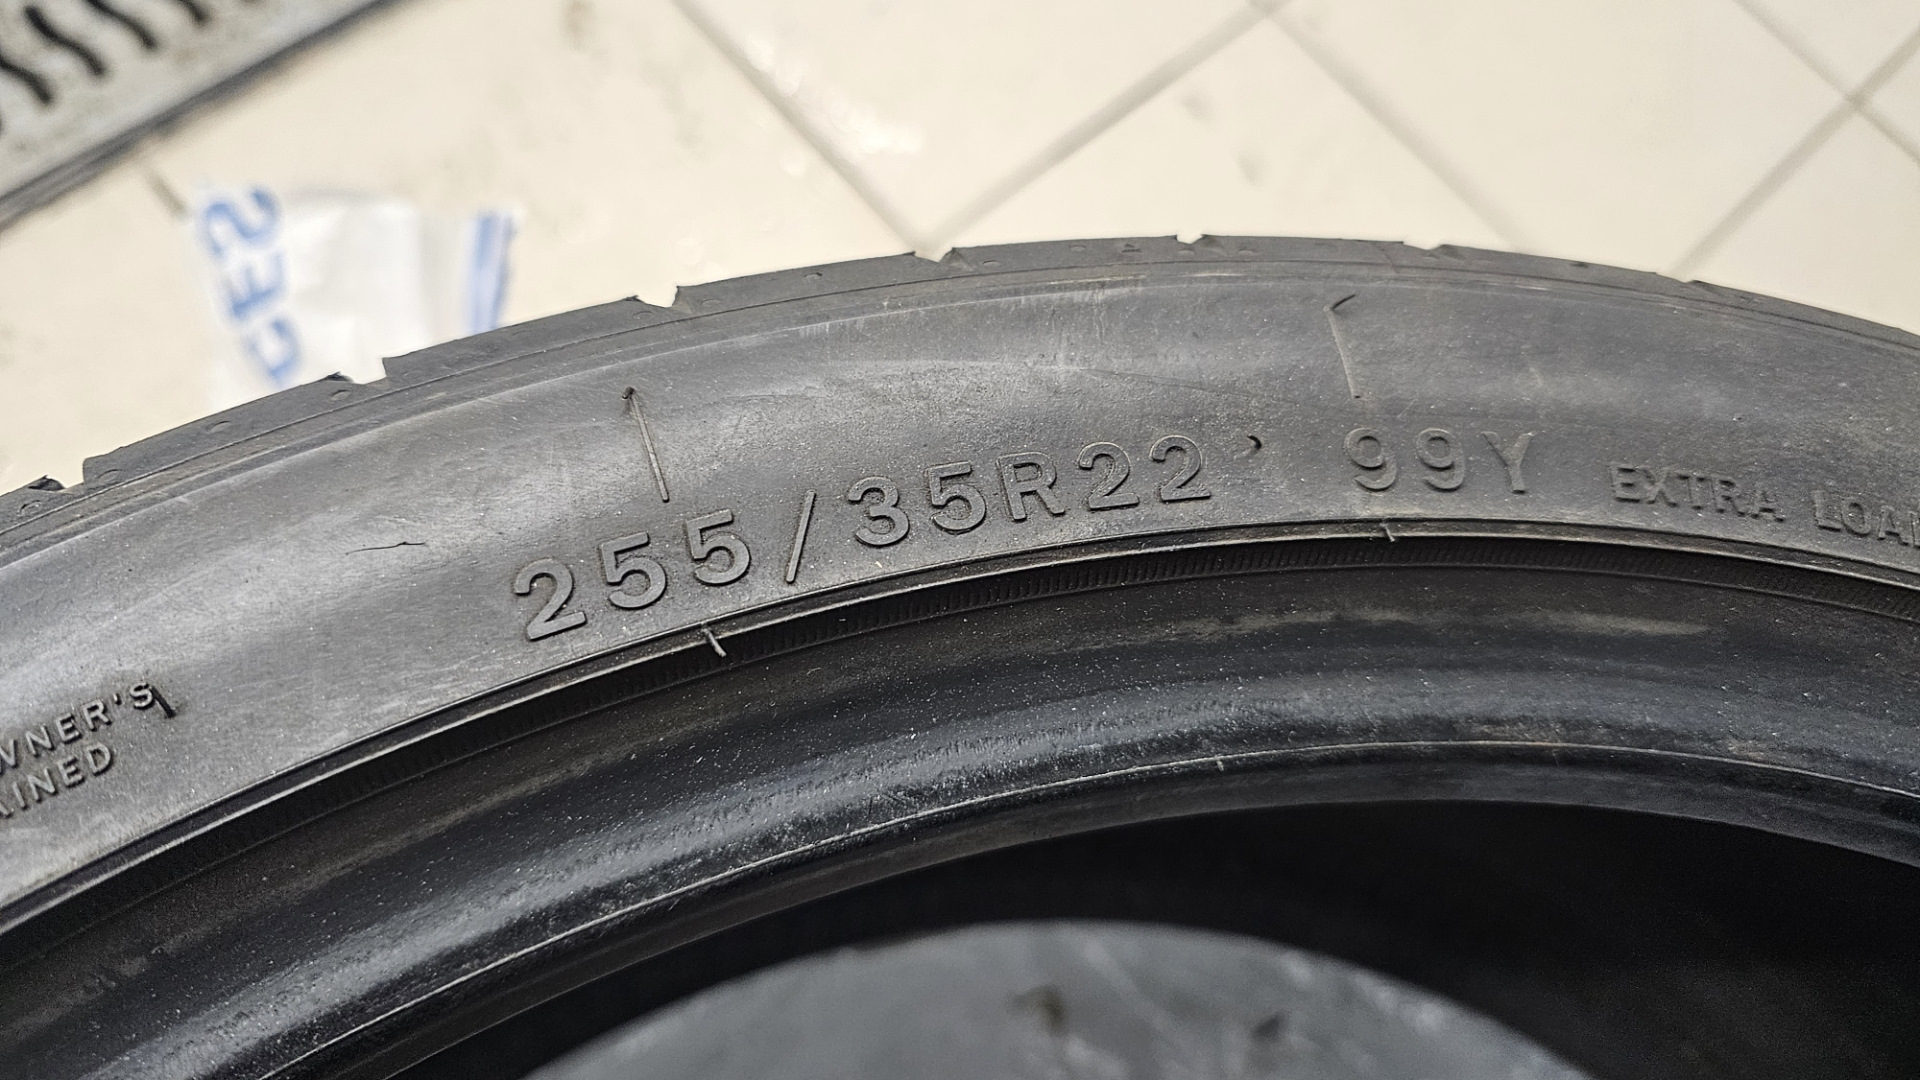 255/35R22 99Y EXTRA LOA
WNER'S
AINED